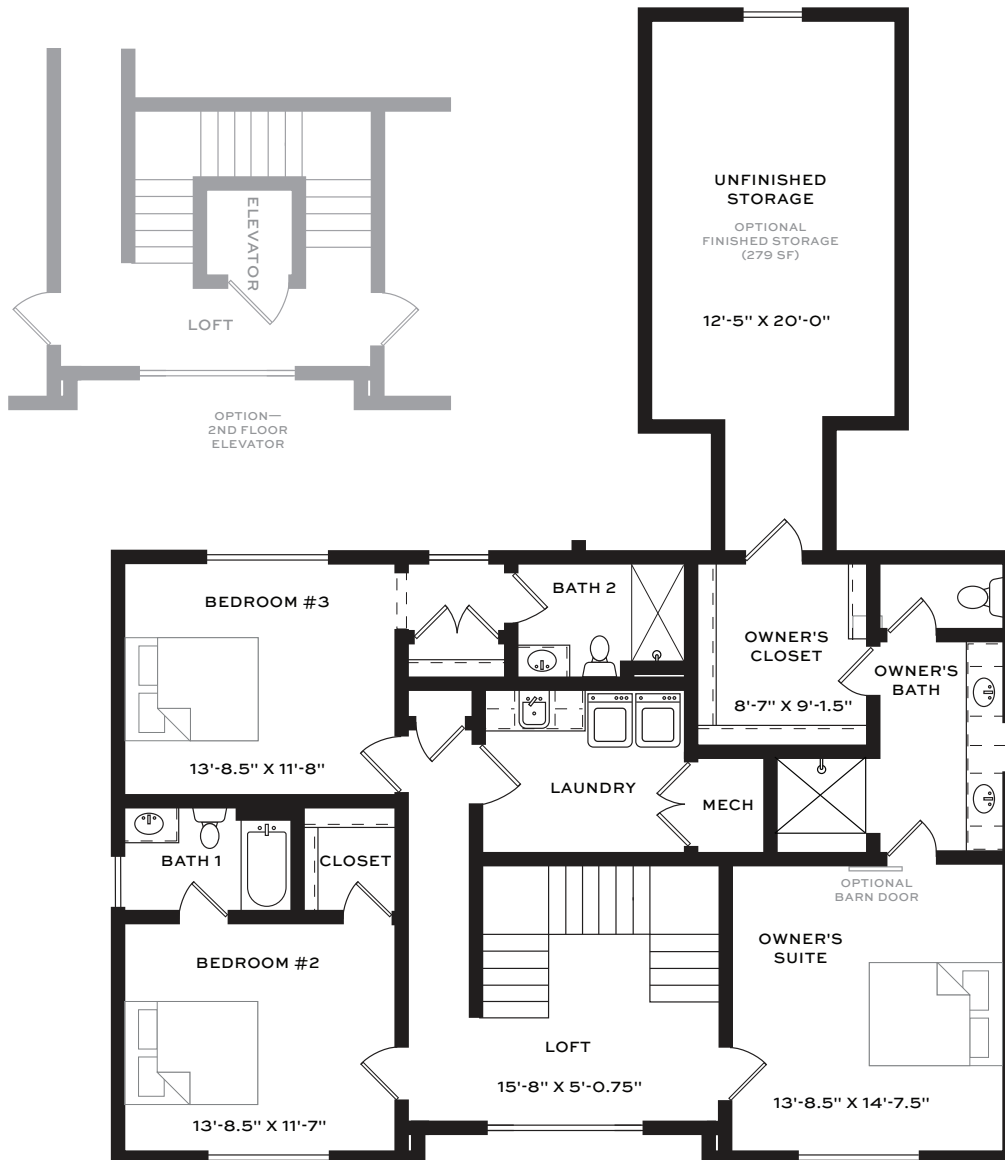 UNFINISHED
STORAGE
OPTIONAL
FINISHED STORAGE
(279 SF)
12'-5" X 20'-0"
ELEVATOR
LOFT
OPTION—
2ND FLOOR
ELEVATOR
BEDROOM #3
13'-8.5" X 11'-8"
BATH 2
OWNER'S
CLOSET
8'-7" X 9'-1.5"
OWNER'S
BATH
LAUNDRY
MECH
BATH 1
CLOSET
OPTIONAL
BARN DOOR
BEDROOM #2
13'-8.5" X 11'-7"
LOFT
15'-8" X 5'-0.75"
OWNER'S
SUITE
13'-8.5" X 14'-7.5"